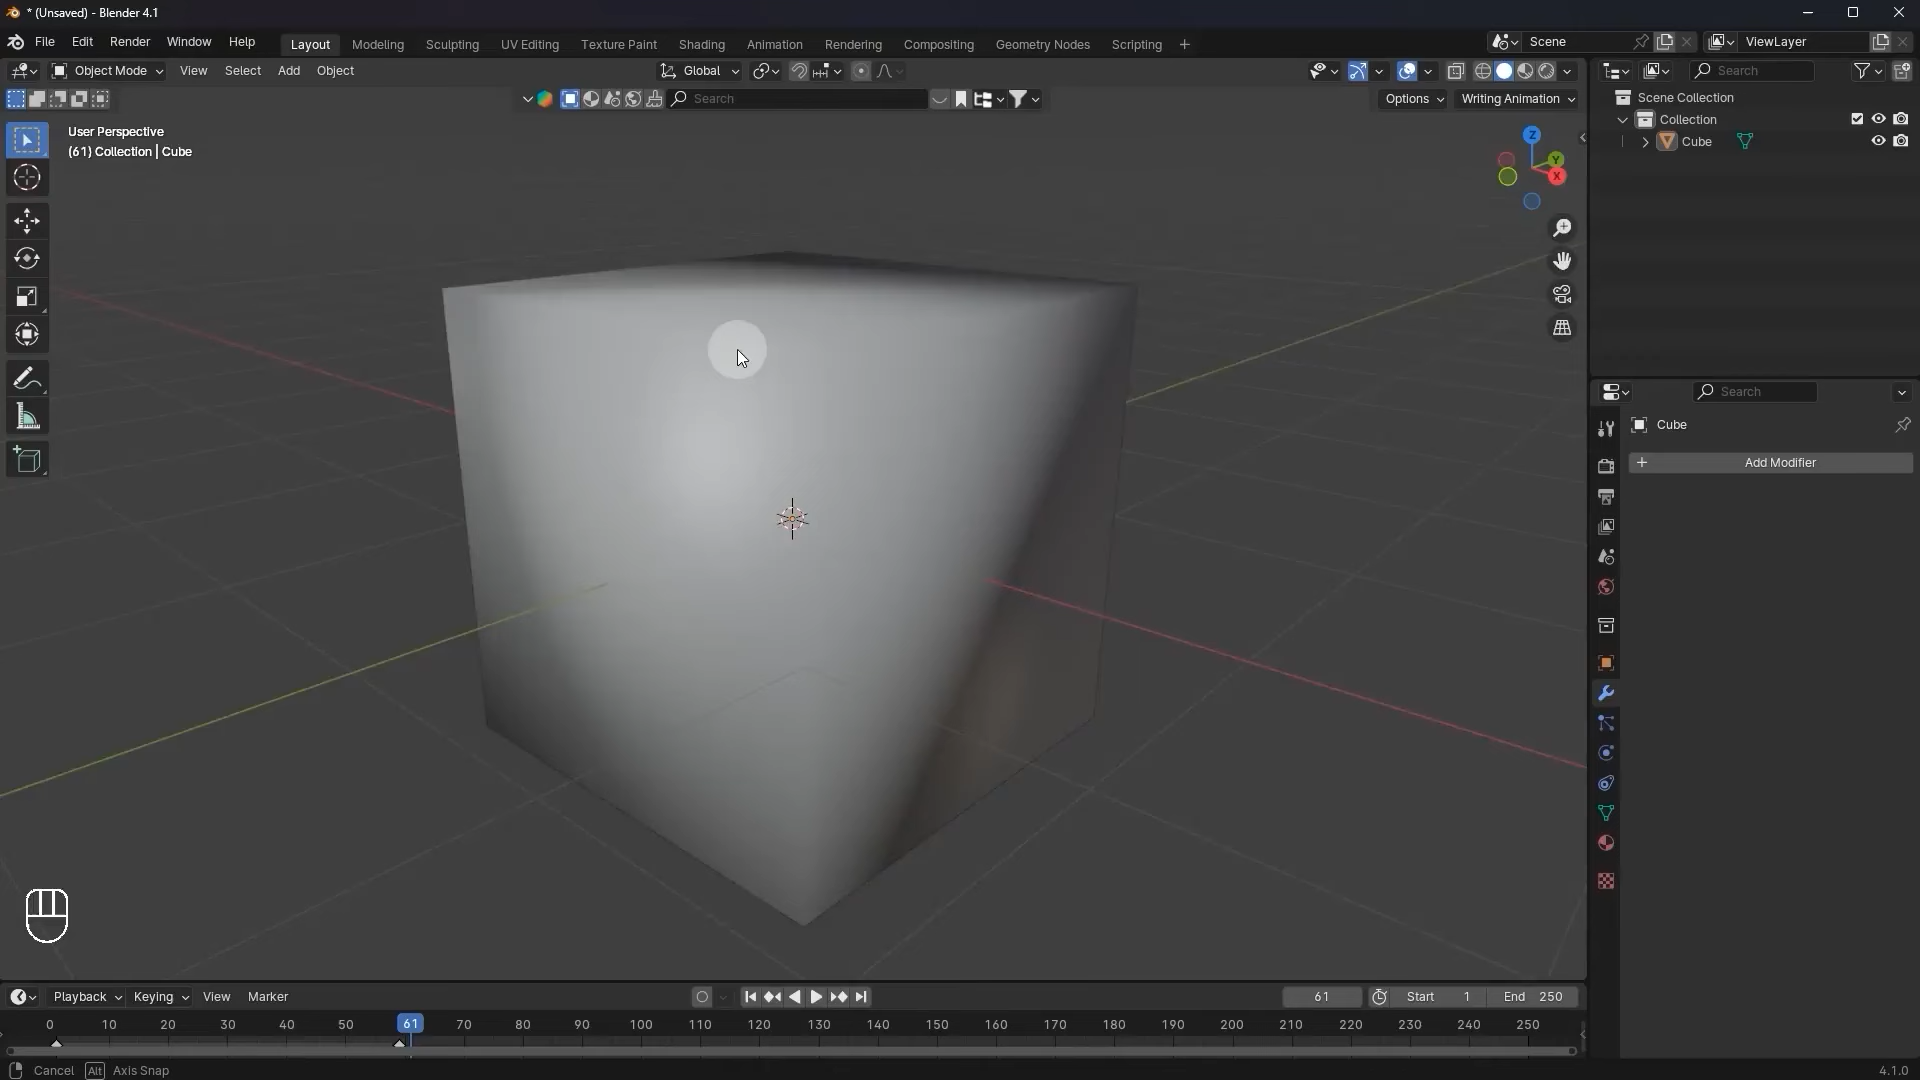 * (Unsaved) - Blender 4.1
File Edit Render Window Help Layout Modeling Sculpting UV Editing Texture Paint Shading Animation Rendering Compositing Geometry Nodes Scripting + Scene ViewLayer
Object Mode View Select Add Object Global Search
Search Options Writing Animation
User Perspective
(61) Collection | Cube
Z
Y
X
Scene Collection
Collection
Cube
Search
Cube
+ Add Modifier
Playback Keying View Marker 61 Start 1 End 250
0 10 20 30 40 50 61 70 80 90 100 110 120 130 140 150 160 170 180 190 200 210 220 230 240 250
Cancel Alt Axis Snap 4.1.0